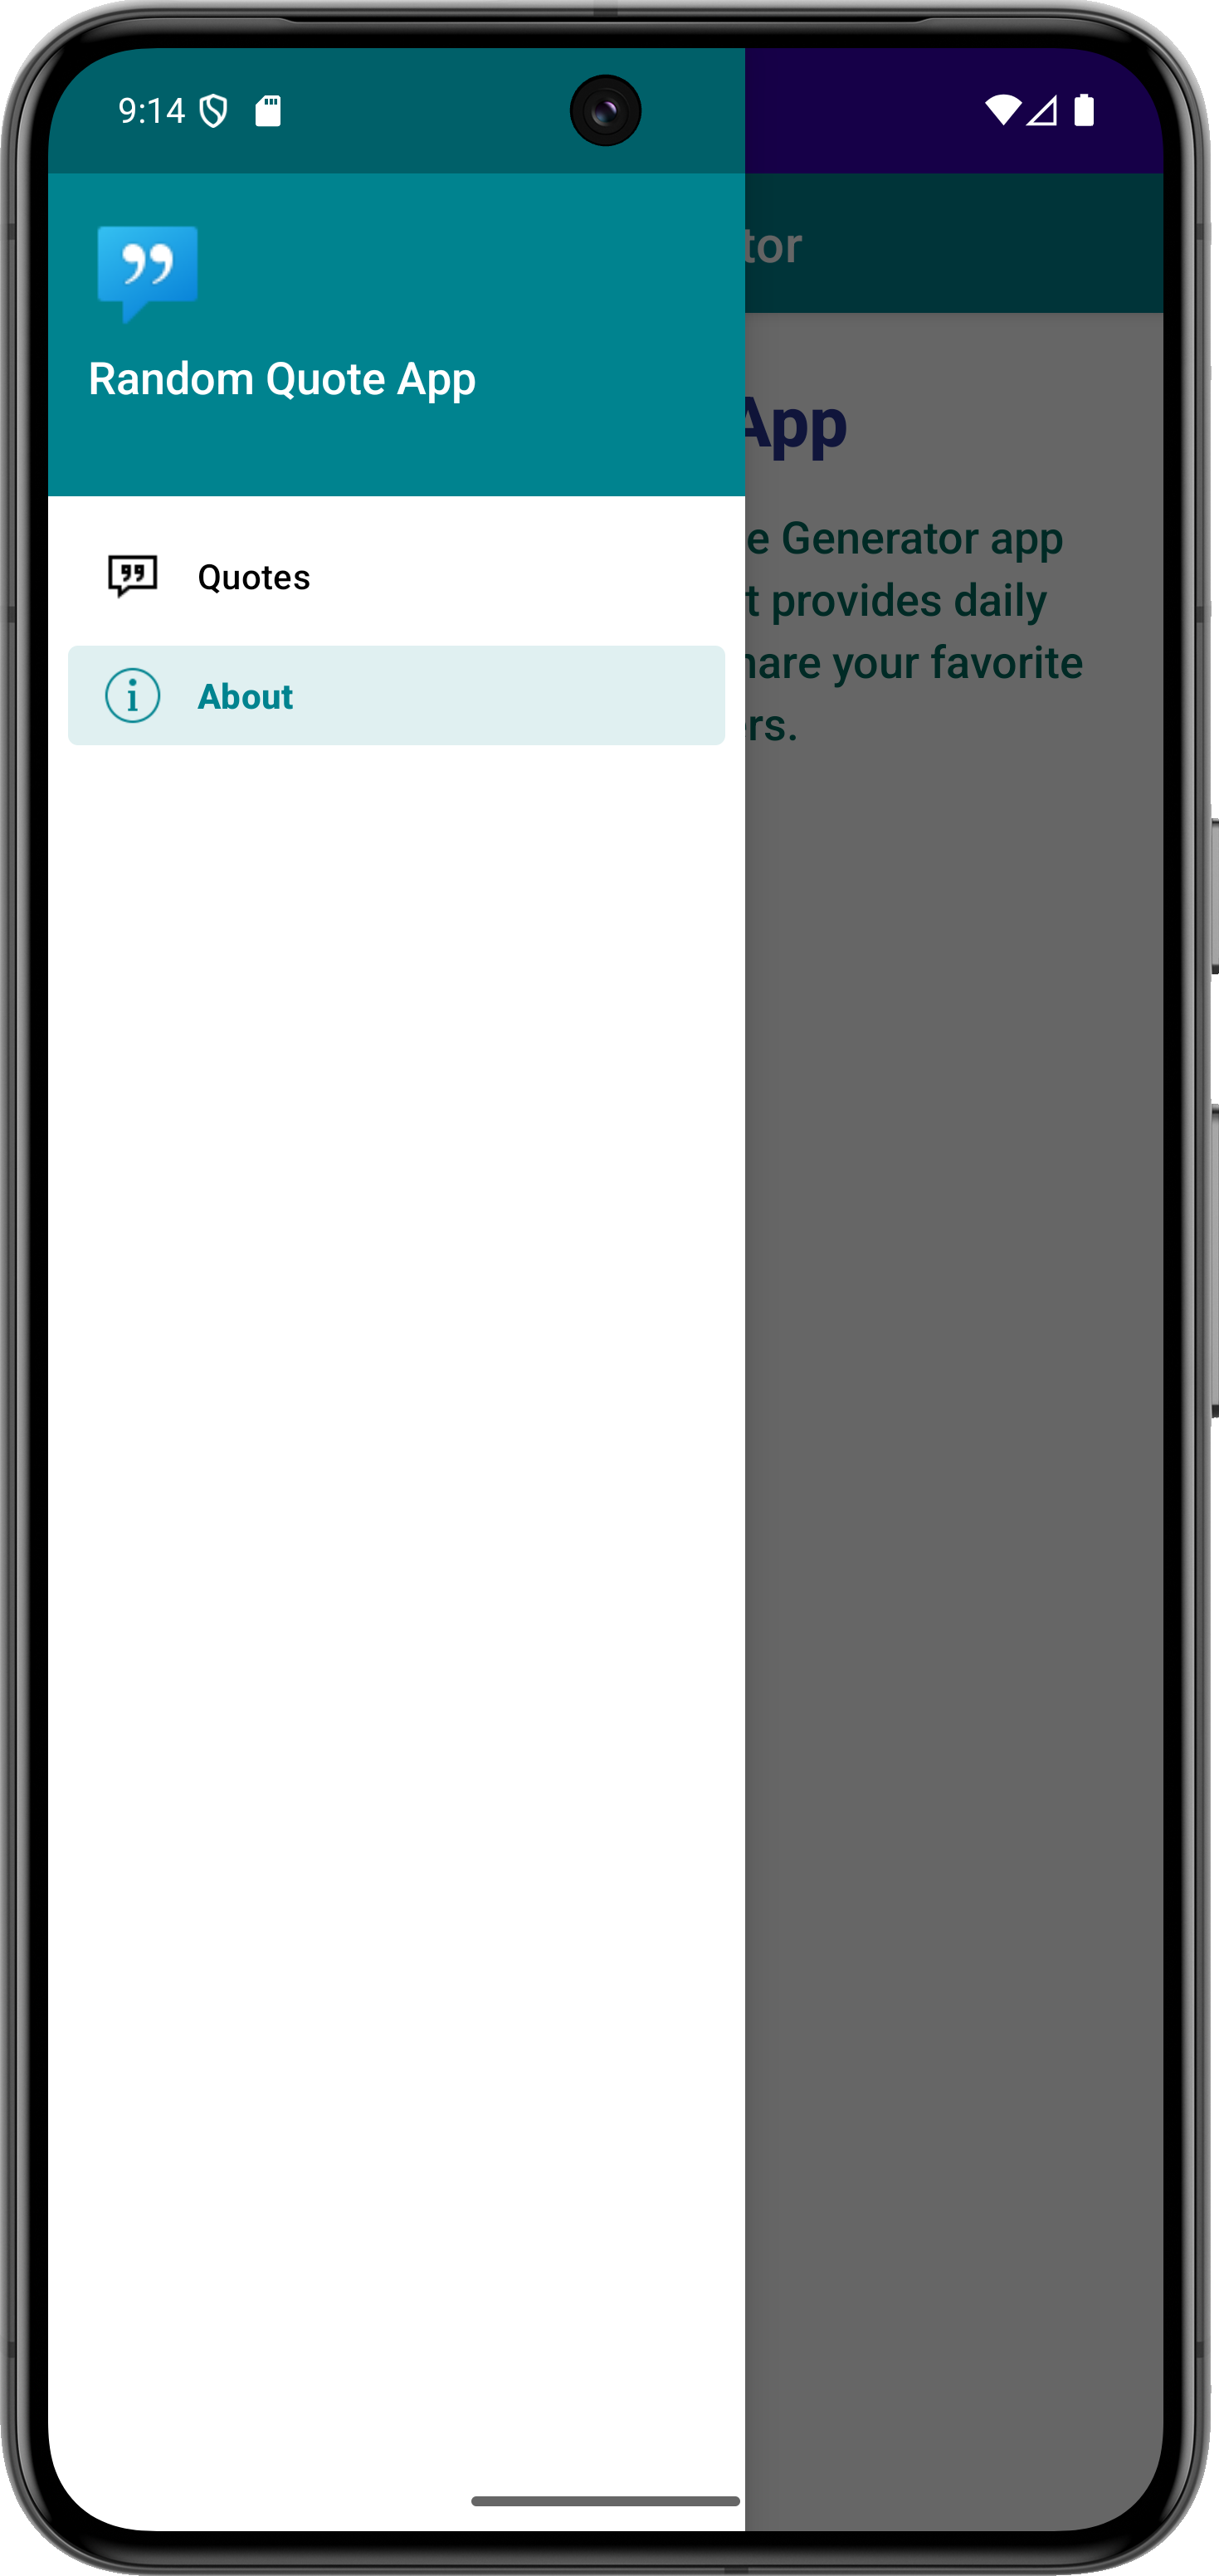 9:14
tor
Random Quote App
App
Quotes
e Generator app
t provides daily
About
hare your favorite
rs.